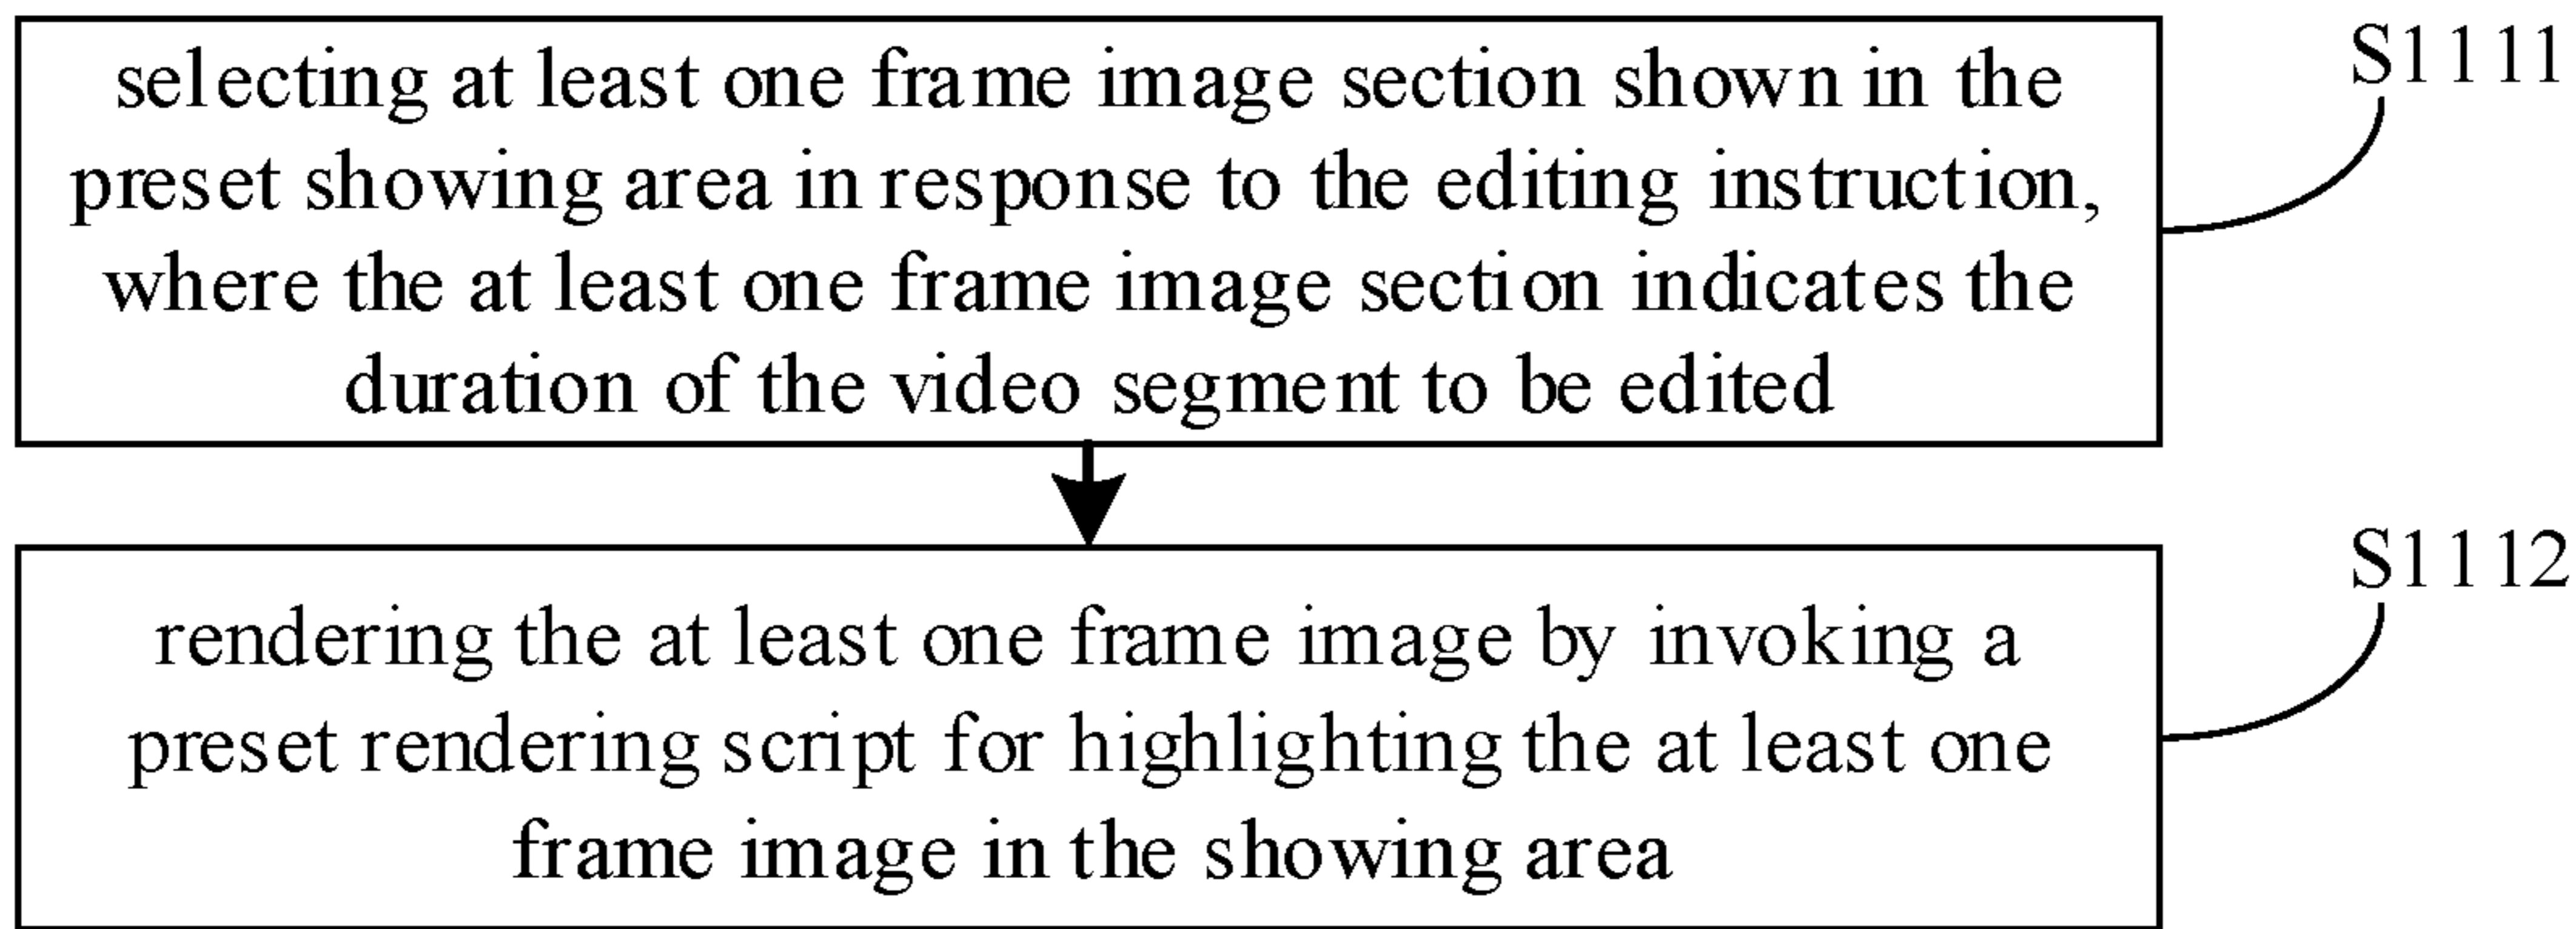 selecting at least one frame image section shown in the
preset showing area in response to the editing instruction,
where the at least one frame image section indicates the
duration of the video segment to be edited
S1111
rendering the at least one frame image by invoking a
preset rendering script for highlighting the at least one
frame image in the showing area
S1112